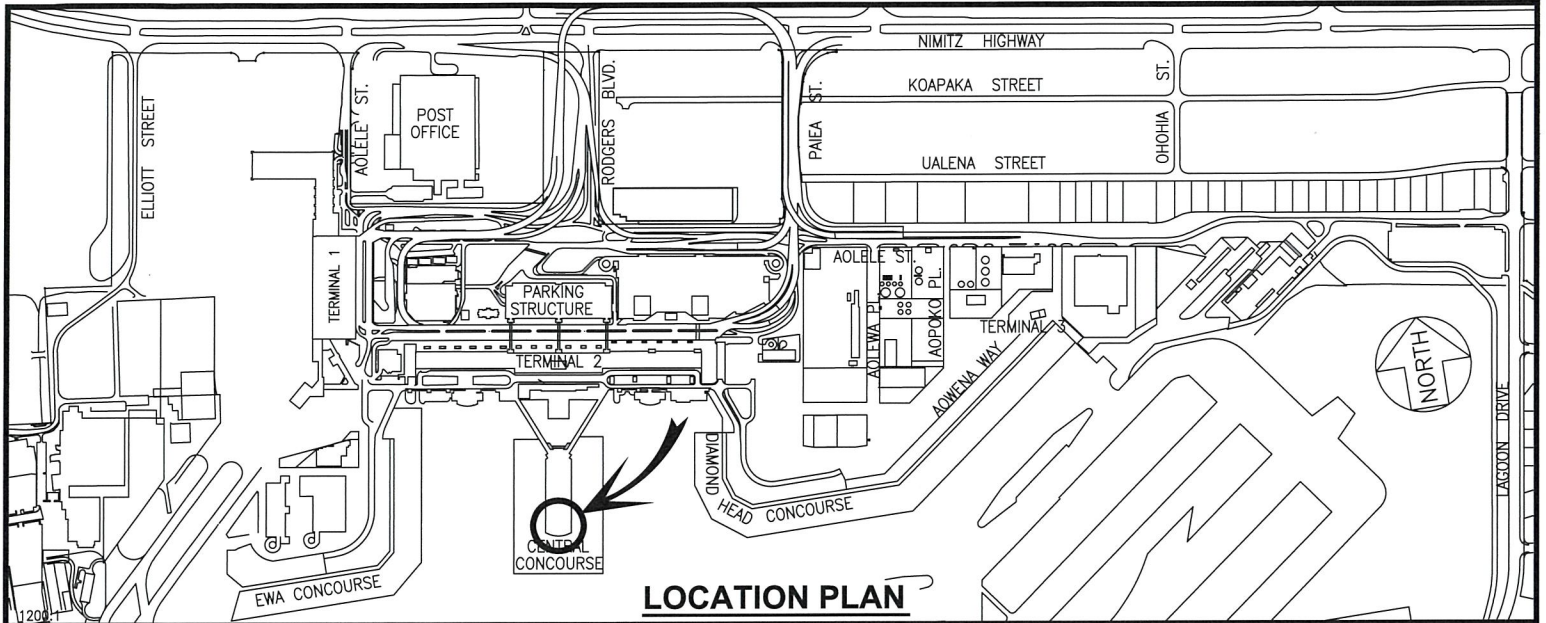 NIMITZ HIGHWAY
KOAPAKA STREET
UALENA STREET
ELLIOTT STREET
AOLELE ST.
POST
OFFICE
RODGERS BLVD.
PAIEA ST.
OHOHIA ST.
TERMINAL 1
PARKING
STRUCTURE
TERMINAL 2
AOLELE ST.
AOLEWA PL.
AOPOKO PL.
TERMINAL 3
AOWENA WAY
NORTH
LAGOON DRIVE
DIAMOND
HEAD CONCOURSE
CENTRAL
CONCOURSE
EWA CONCOURSE
1200:1
LOCATION PLAN